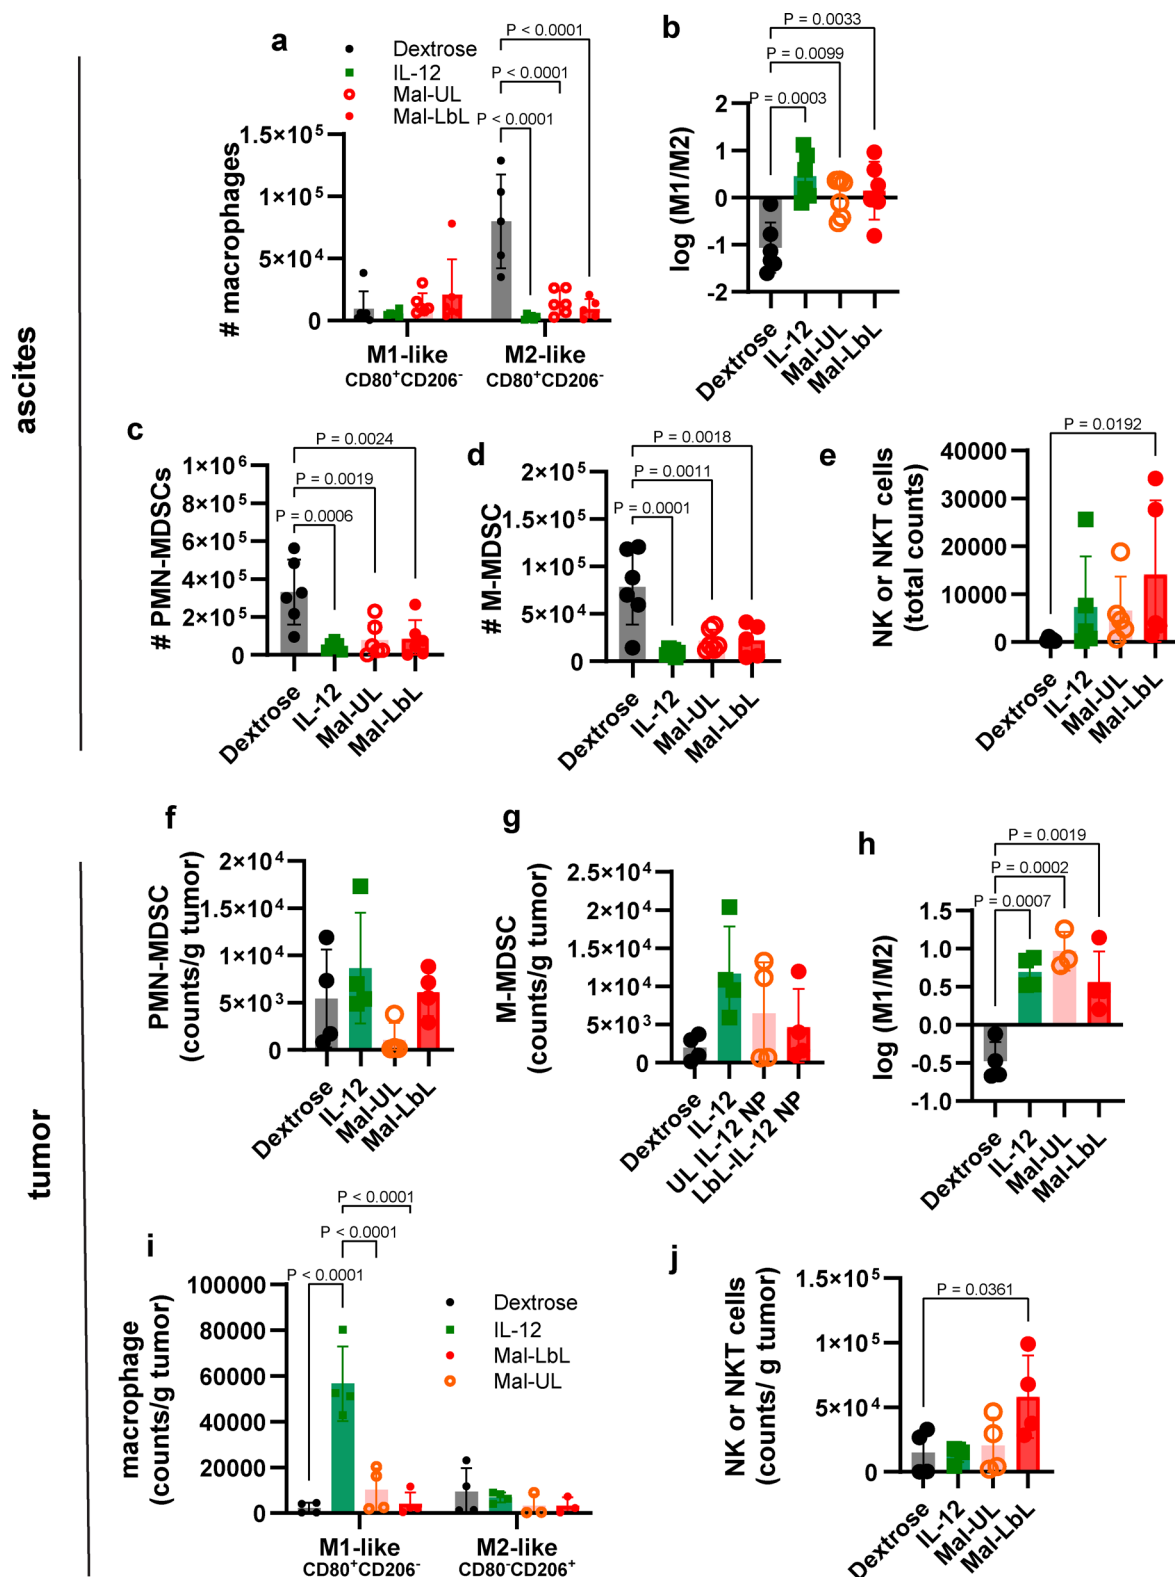 ascites
a
Dextrose
IL-12
Mal-UL
Mal-LbL
P < 0.0001
P < 0.0001
P < 0.0001
# macrophages
1.5×10⁵
1×10⁵
5×10⁴
0
M1-like
CD80⁺CD206⁻
M2-like
CD80⁺CD206⁻
b
P = 0.0033
P = 0.0099
P = 0.0003
log (M1/M2)
2
1
0
-1
-2
Dextrose
IL-12
Mal-UL
Mal-LbL
c
P = 0.0024
P = 0.0019
P = 0.0006
# PMN-MDSCs
1×10⁶
8×10⁵
6×10⁵
4×10⁵
2×10⁵
0
Dextrose
IL-12
Mal-UL
Mal-LbL
d
P = 0.0018
P = 0.0011
P = 0.0001
# M-MDSC
2×10⁵
1×10⁵
1×10⁵
5×10⁴
0
Dextrose
IL-12
Mal-UL
Mal-LbL
e
P = 0.0192
NK or NKT cells
(total counts)
40000
30000
20000
10000
0
Dextrose
IL-12
Mal-UL
Mal-LbL
tumor
f
PMN-MDSC
(counts/g tumor)
2×10⁴
1.5×10⁴
1×10⁴
5×10³
0
Dextrose
IL-12
Mal-UL
Mal-LbL
g
M-MDSC
(counts/g tumor)
2.5×10⁴
2×10⁴
1.5×10⁴
1×10⁴
5×10³
0
Dextrose
IL-12
UL IL-12 NP
LbL-IL-12 NP
h
P = 0.0019
P = 0.0002
P = 0.0007
log (M1/M2)
1.5
1.0
0.5
0.0
-0.5
-1.0
Dextrose
IL-12
Mal-UL
Mal-LbL
i
P < 0.0001
P < 0.0001
P < 0.0001
macrophage
(counts/g tumor)
100000
80000
60000
40000
20000
0
Dextrose
IL-12
Mal-LbL
Mal-UL
M1-like
CD80⁺CD206⁻
M2-like
CD80⁻CD206⁺
j
P = 0.0361
NK or NKT cells
(counts/ g tumor)
1.5×10⁵
1×10⁵
5×10⁴
0
Dextrose
IL-12
Mal-UL
Mal-LbL